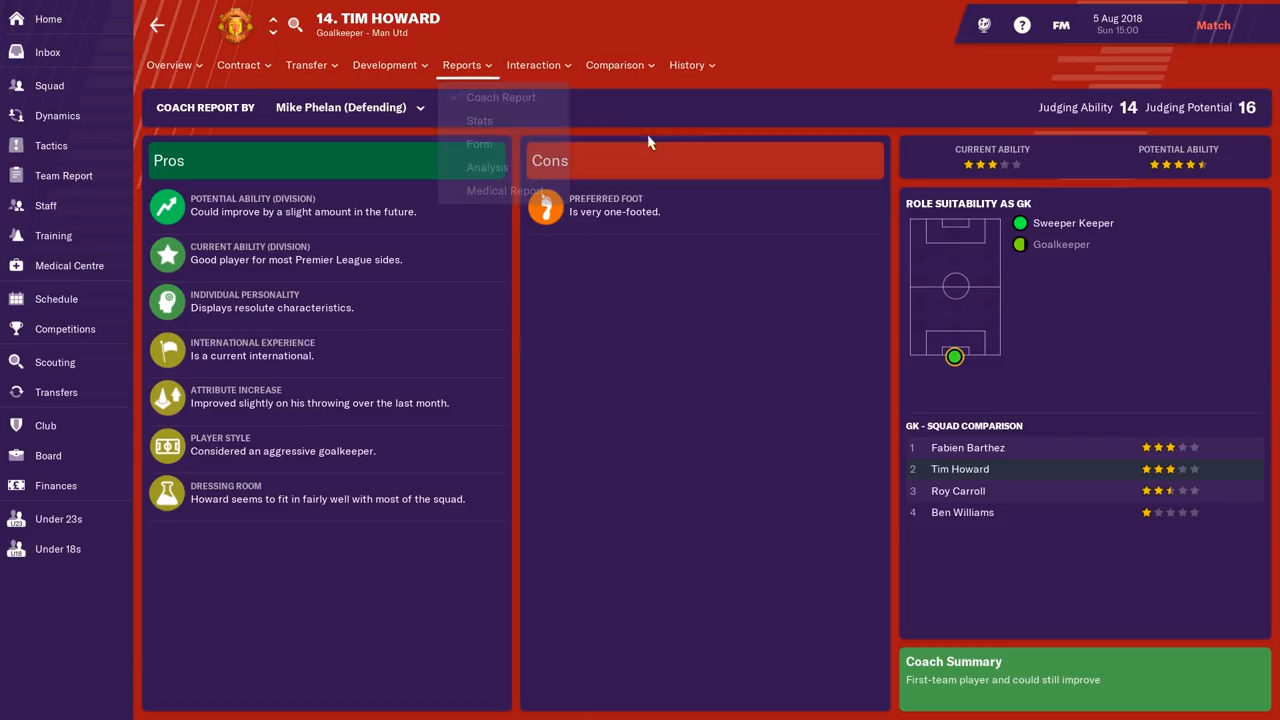 Home
Inbox
Squad
Dynamics
Tactics
Team Report
Staff
Training
Medical Centre
Schedule
Competitions
Scouting
Transfers
Club
Board
Finances
U23
Under 23s
U18
Under 18s
14. TIM HOWARD
Goalkeeper - Man Utd
?
FM
5 Aug 2018
Sun 15:00
Match
Overview
Contract
Transfer
Development
Reports
Interaction
Comparison
History
COACH REPORT BY
Mike Phelan (Defending)
Judging Ability 14 Judging Potential 16
Coach Report
Stats
Form
Analysis
Medical Report
Pros
POTENTIAL ABILITY (DIVISION)
Could improve by a slight amount in the future.
CURRENT ABILITY (DIVISION)
Good player for most Premier League sides.
INDIVIDUAL PERSONALITY
Displays resolute characteristics.
INTERNATIONAL EXPERIENCE
Is a current international.
ATTRIBUTE INCREASE
Improved slightly on his throwing over the last month.
PLAYER STYLE
Considered an aggressive goalkeeper.
DRESSING ROOM
Howard seems to fit in fairly well with most of the squad.
Cons
PREFERRED FOOT
Is very one-footed.
CURRENT ABILITY
POTENTIAL ABILITY
ROLE SUITABILITY AS GK
Sweeper Keeper
Goalkeeper
GK - SQUAD COMPARISON
1 Fabien Barthez
2 Tim Howard
3 Roy Carroll
4 Ben Williams
Coach Summary
First-team player and could still improve